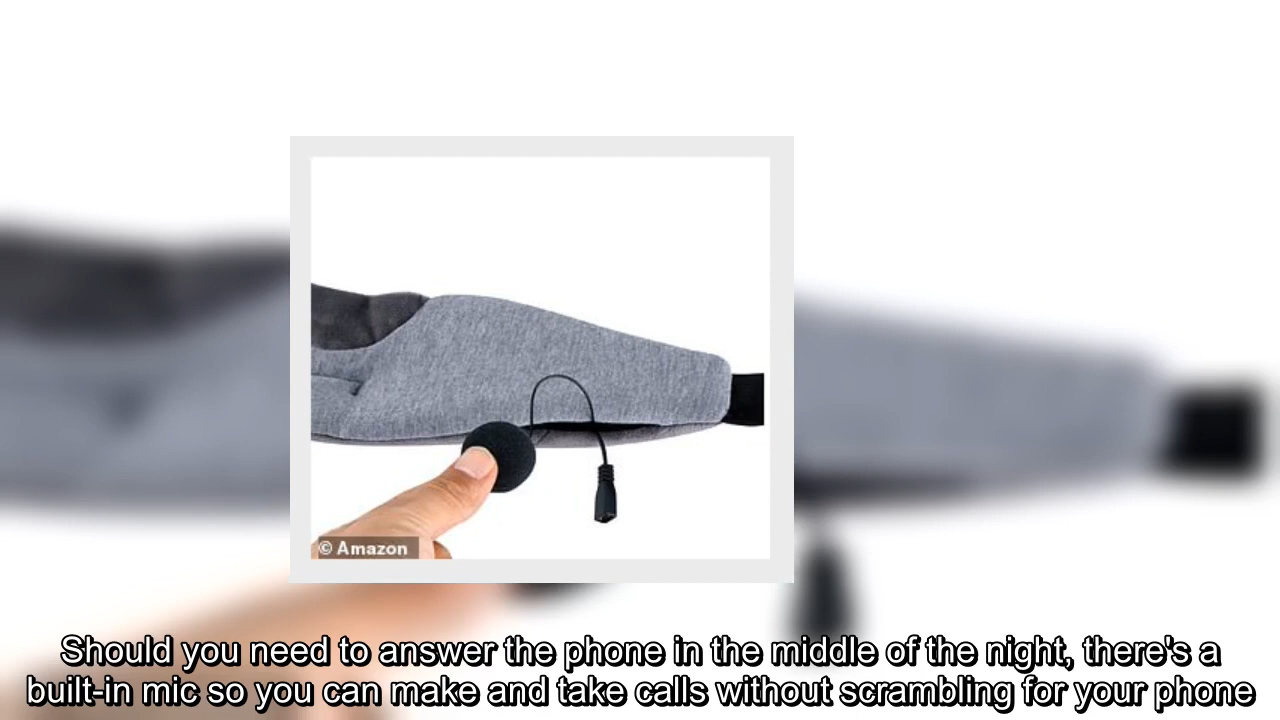 © Amazon
Should you need to answer the phone in the middle of the night, there's a
built-in mic so you can make and take calls without scrambling for your phone